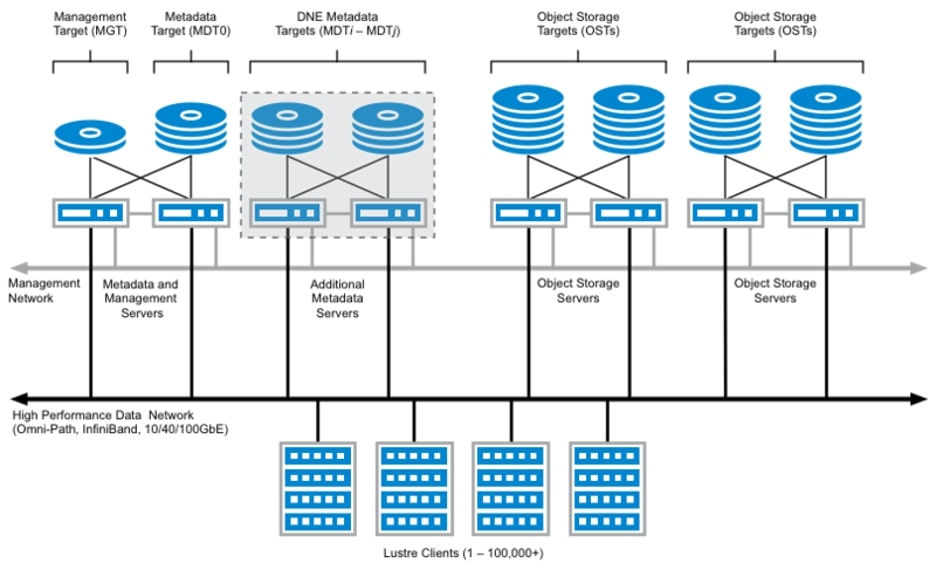 Management
Target (MGT)
Metadata
Target (MDT0)
DNE Metadata
Targets (MDTi – MDTj)
Object Storage
Targets (OSTs)
Object Storage
Targets (OSTs)
Management
Network
Metadata and
Management
Servers
Additional
Metadata
Servers
Object Storage
Servers
Object Storage
Servers
High Performance Data Network
(Omni-Path, InfiniBand, 10/40/100GbE)
Lustre Clients (1 – 100,000+)